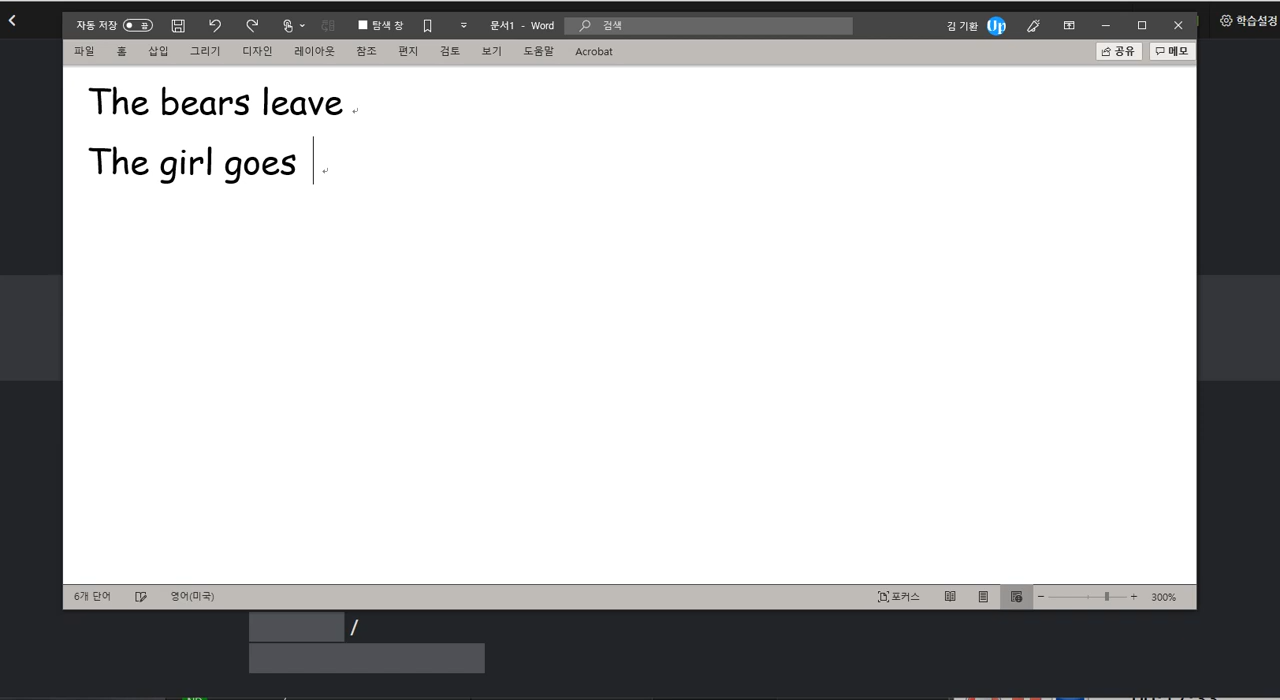 자동 저장 끔 탐색 창 문서1 - Word 검색 김 기환 Up 학습설정
파일 홈 삽입 그리기 디자인 레이아웃 참조 편지 검토 보기 도움말 Acrobat 공유 메모
The bears leave
The girl goes
6개 단어 영어(미국) 포커스 300%
/